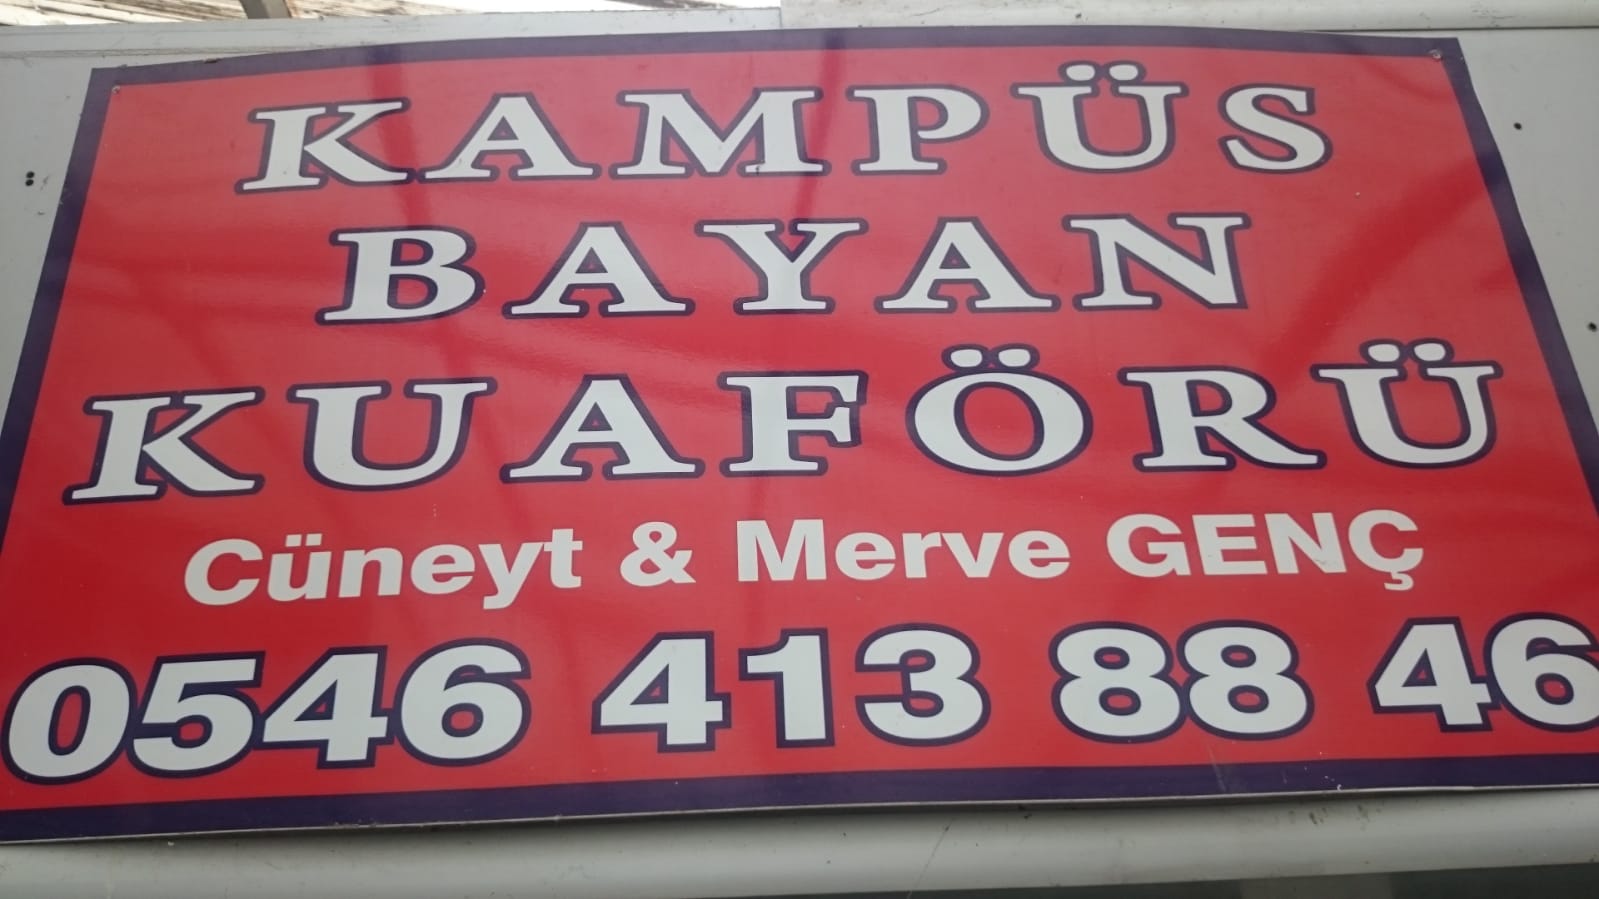 KAMPÜS
BAYAN
KUAFÖRÜ
Cüneyt & Merve GENÇ
0546 413 88 46